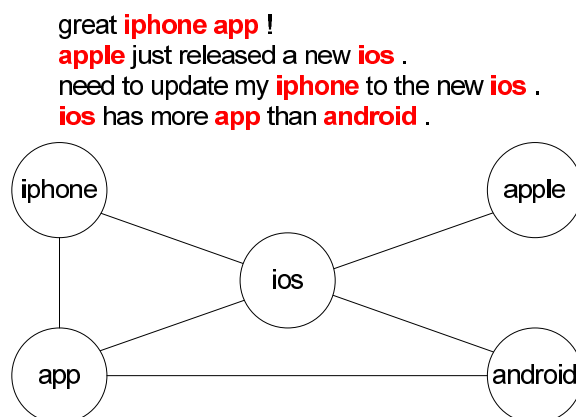 great iphone app !
apple just released a new ios .
need to update my iphone to the new ios .
ios has more app than android .
iphone
apple
ios
app
android